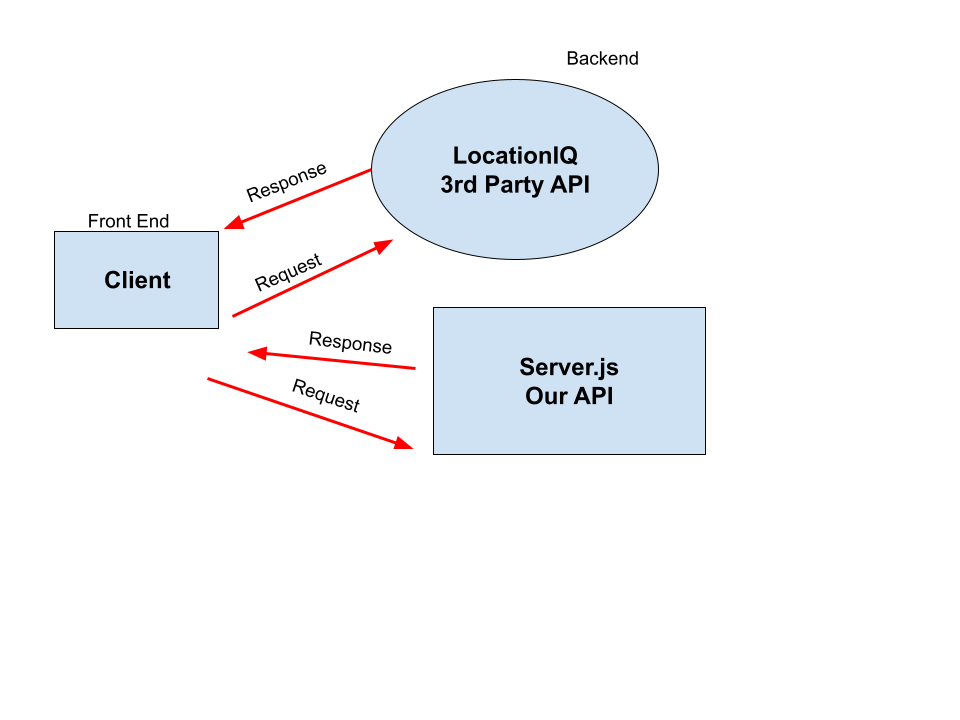 Backend
LocationIQ
3rd Party API
Response
Front End
Client
Request
Response
Server.js
Our API
Request